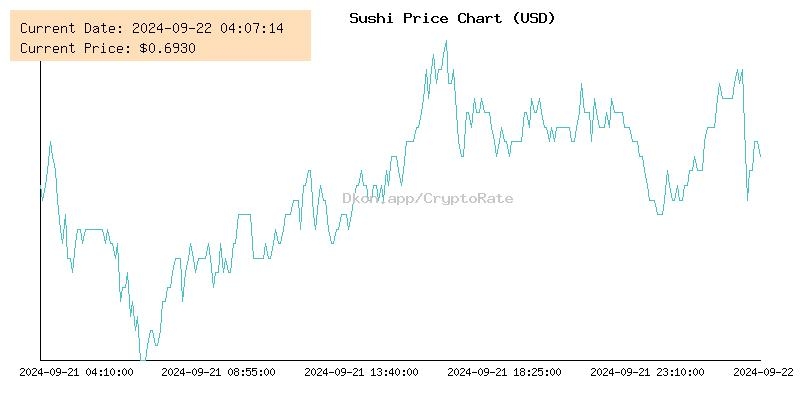 Sushi Price Chart (USD)
Current Date: 2024-09-22 04:07:14
Current Price: $0.6930
Dkon.app/CryptoRate
2024-09-21 04:10:00 2024-09-21 08:55:00 2024-09-21 13:40:00 2024-09-21 18:25:00 2024-09-21 23:10:00 2024-09-22